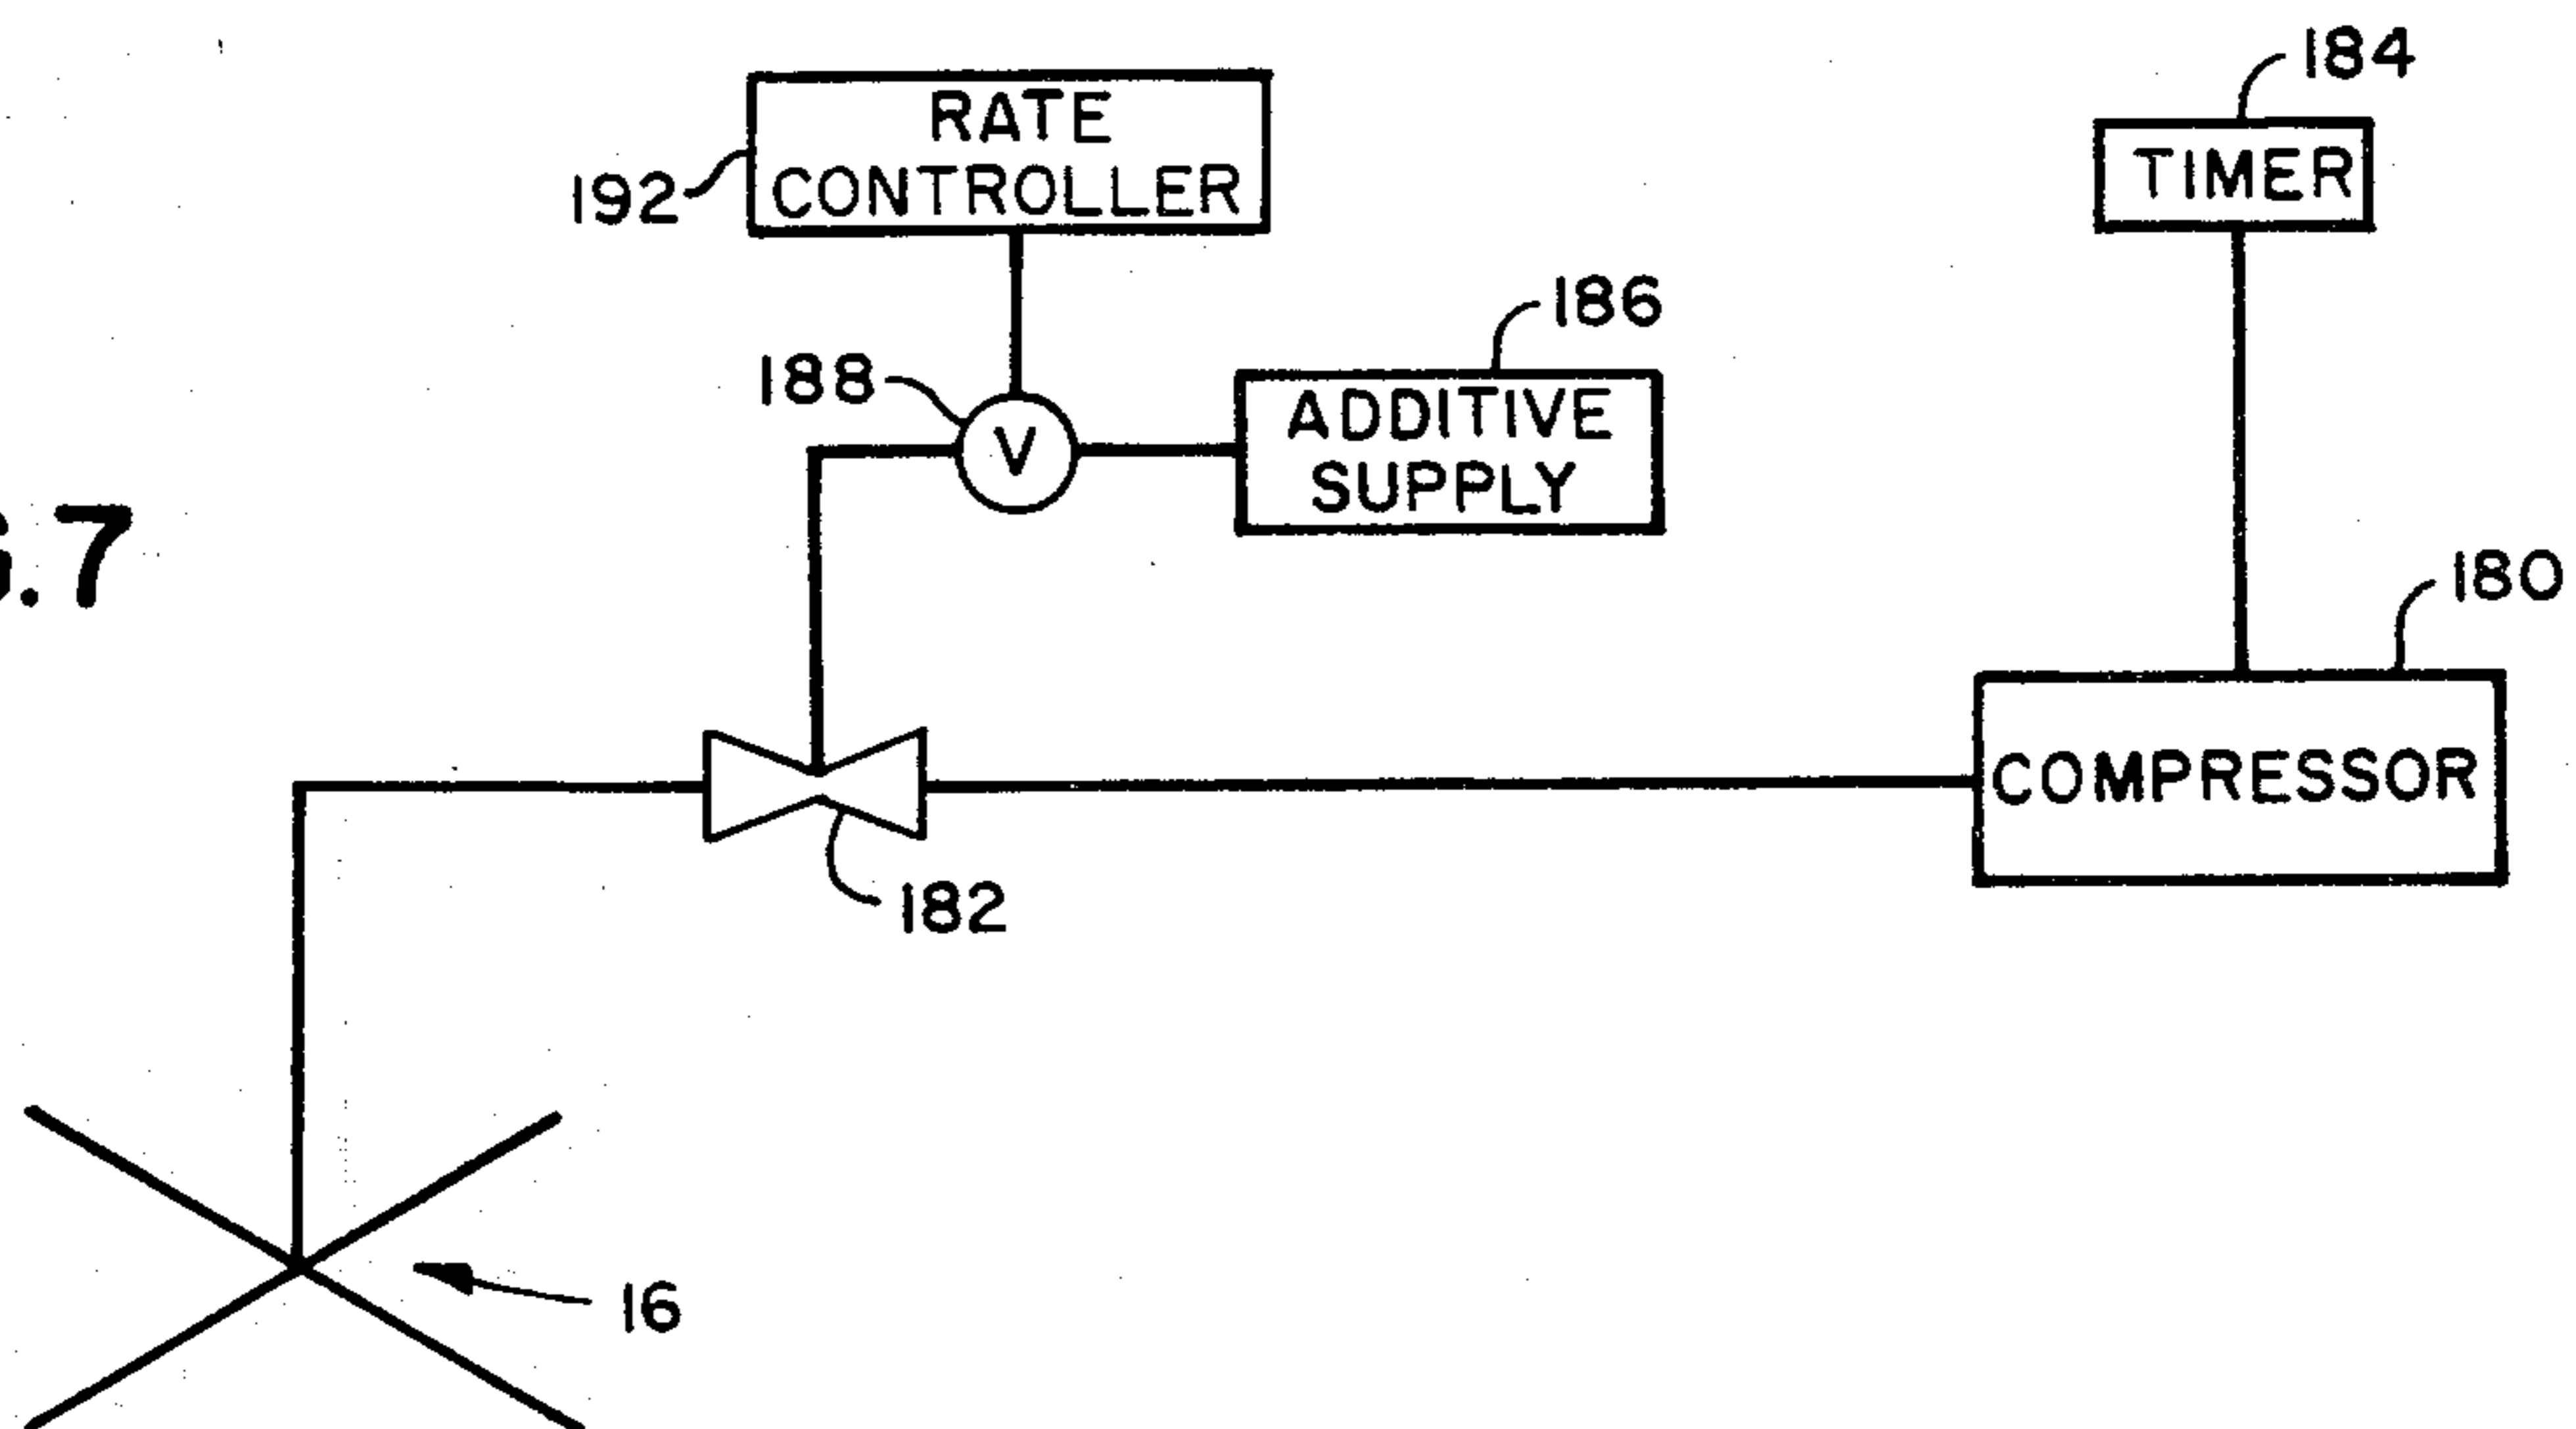 184
RATE
CONTROLLER
192
TIMER
186
188
V
ADDITIVE
SUPPLY
G.7
180
COMPRESSOR
182
16